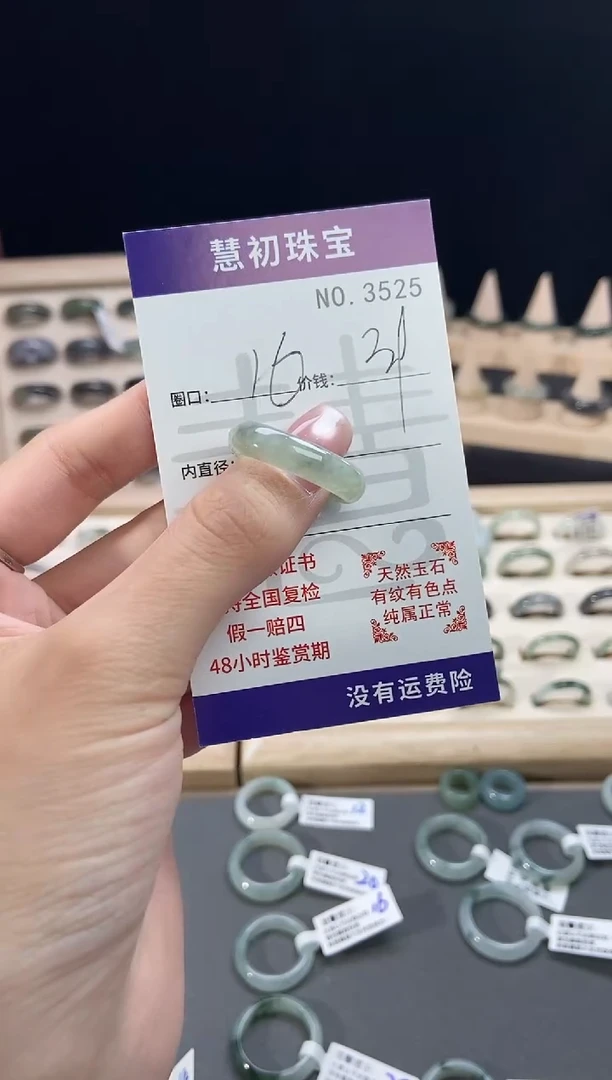 慧初珠宝
NO. 3525
圈口: 16 价钱: 31
内直径:
证书
全国复检
假一赔四
48小时鉴赏期
天然玉石
有纹有色点
纯属正常
没有运费险